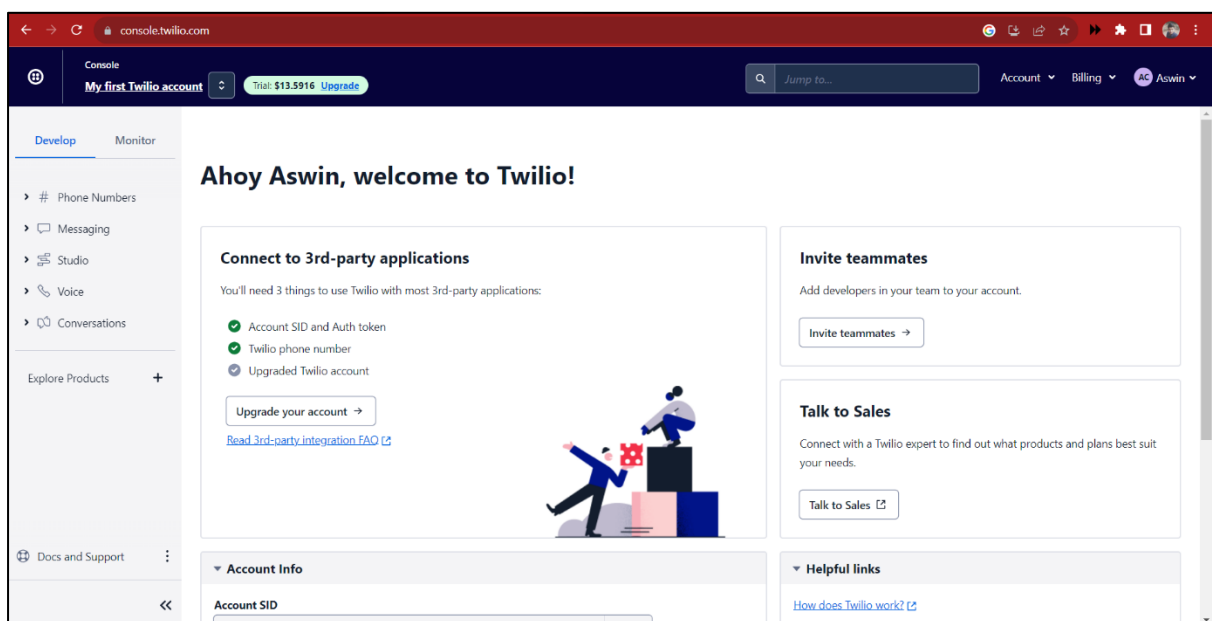 console.twilio.com
Console
My first Twilio account
Trial: $13.5916 Upgrade
Jump to...
Account
Billing
AC Aswin
Develop Monitor
# Phone Numbers
Messaging
Studio
Voice
Conversations
Explore Products +
Docs and Support
Ahoy Aswin, welcome to Twilio!
Connect to 3rd-party applications
You'll need 3 things to use Twilio with most 3rd-party applications:
Account SID and Auth token
Twilio phone number
Upgraded Twilio account
Upgrade your account →
Read 3rd-party integration FAQ
Invite teammates
Add developers in your team to your account.
Invite teammates →
Talk to Sales
Connect with a Twilio expert to find out what products and plans best suit
your needs.
Talk to Sales
Account Info
Account SID
Helpful links
How does Twilio work?